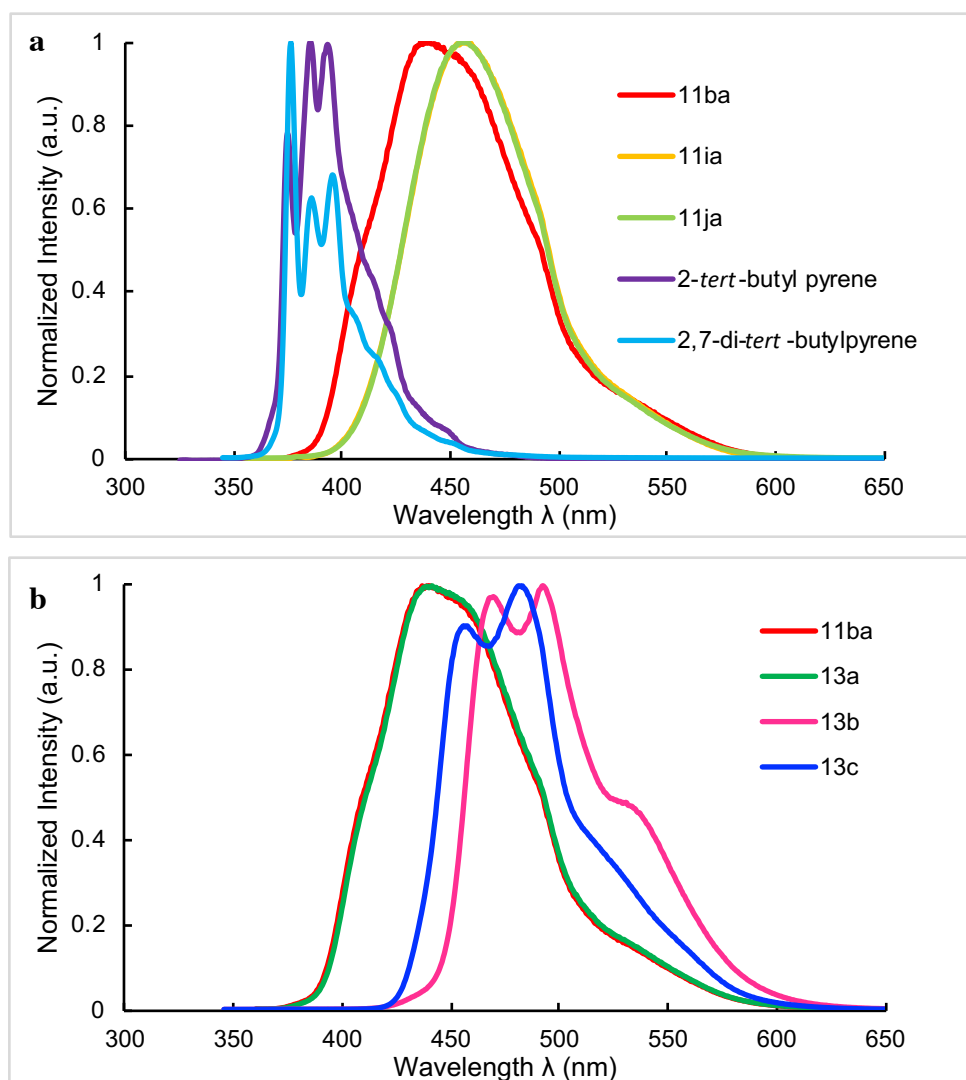 a
Normalized Intensity (a.u.)
1
0.8
0.6
0.4
0.2
0
300 350 400 450 500 550 600 650
Wavelength λ (nm)
11ba
11ia
11ja
2-tert-butyl pyrene
2,7-di-tert -butylpyrene
b
Normalized Intensity (a.u.)
1
0.8
0.6
0.4
0.2
0
300 350 400 450 500 550 600 650
Wavelength λ (nm)
11ba
13a
13b
13c